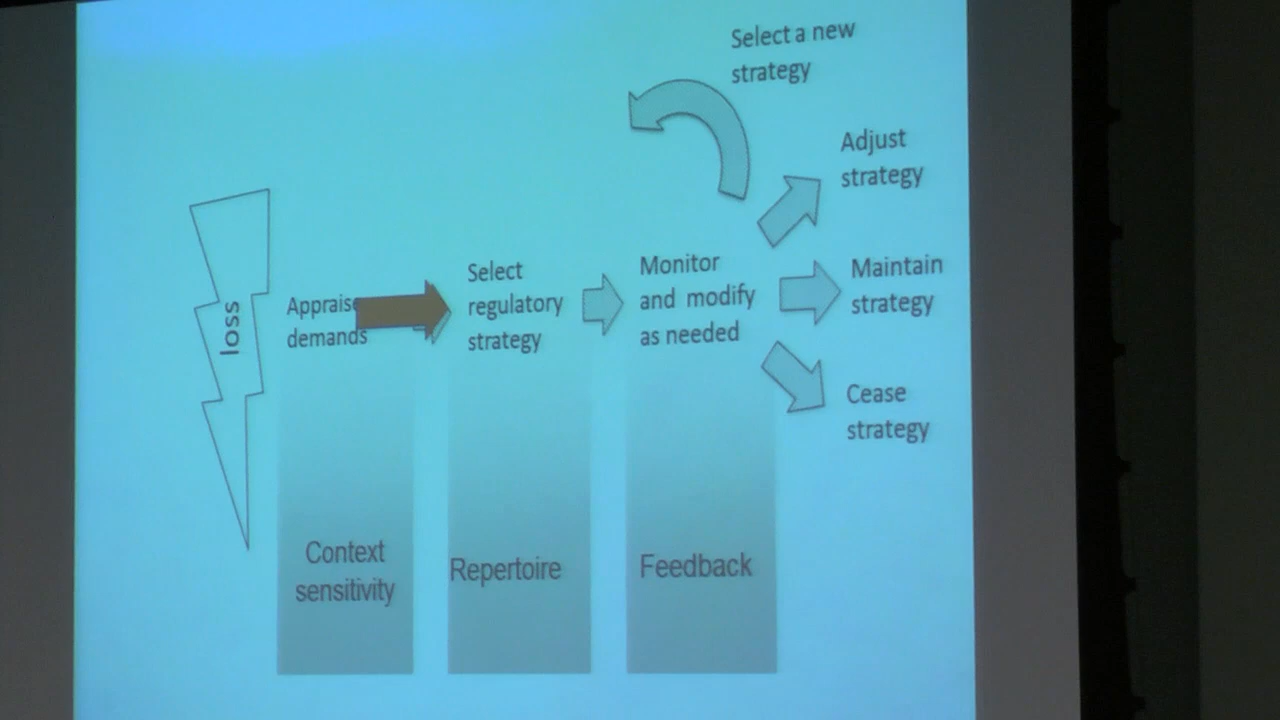 Select a new
strategy
Adjust
strategy
loss
Appraise
demands
Select
regulatory
strategy
Monitor
and modify
as needed
Maintain
strategy
Cease
strategy
Context
sensitivity
Repertoire
Feedback